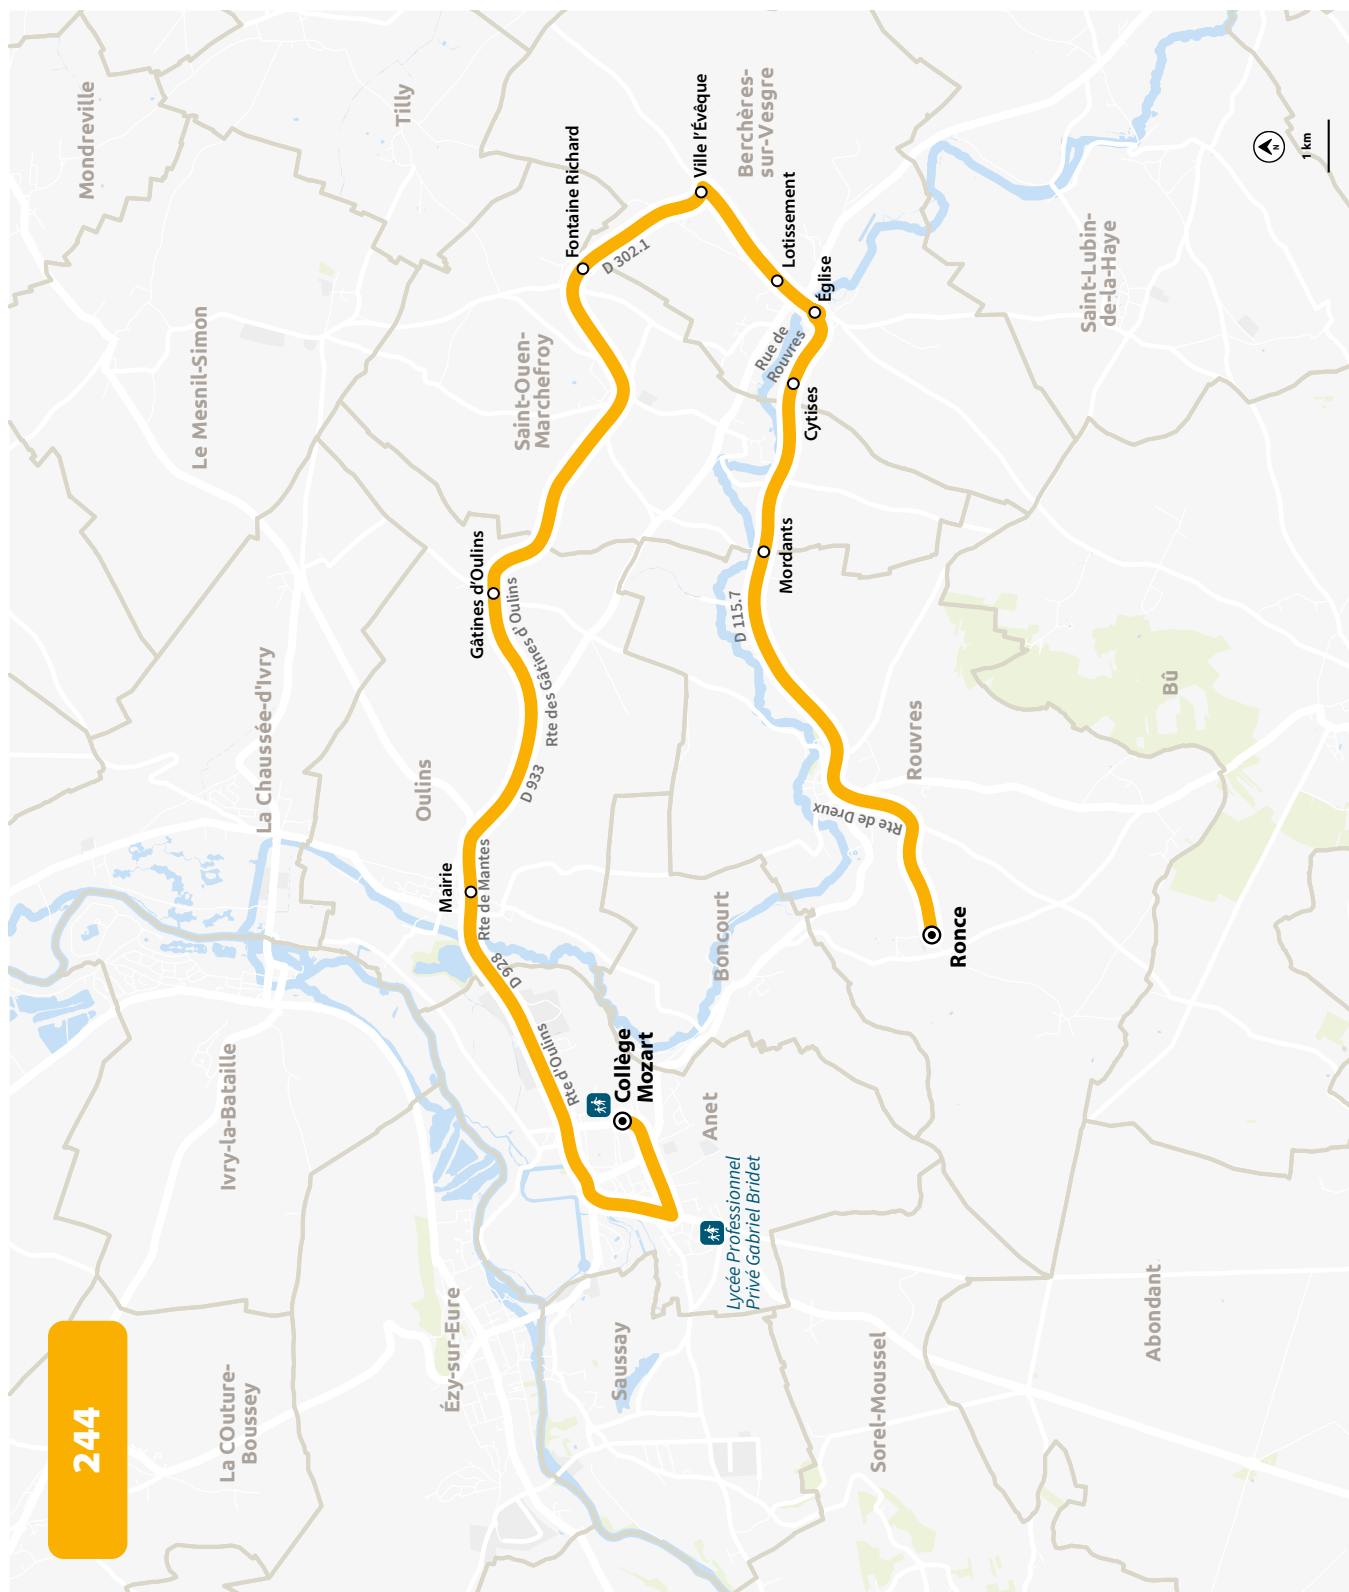 244
La COuture-
Boussey
Ivry-la-Bataille
La Chaussée-d'Ivry
Le Mesnil-Simon
Mondreville
Tilly
Ézy-sur-Eure
Oulins
Saint-Ouen-
Marchefroy
Saussay
Anet
Boncourt
Rouvres
Berchères-
sur-Vesgre
Sorel-Moussel
Abondant
Bû
Saint-Lubin-
de-la-Haye
Collège
Mozart
Lycée Professionnel
Privé Gabriel Bridet
Rte d'Oulins
D 928
Mairie
Rte de Mantes
D 933
Rte des Gâtines d' Oulins
Gâtines d'Oulins
Fontaine Richard
D 302.1
Ville l'Évêque
Lotissement
Église
Rue de
Rouvres
Cytises
Mordants
D 115.7
Rte de Dreux
Ronce
N
1 km